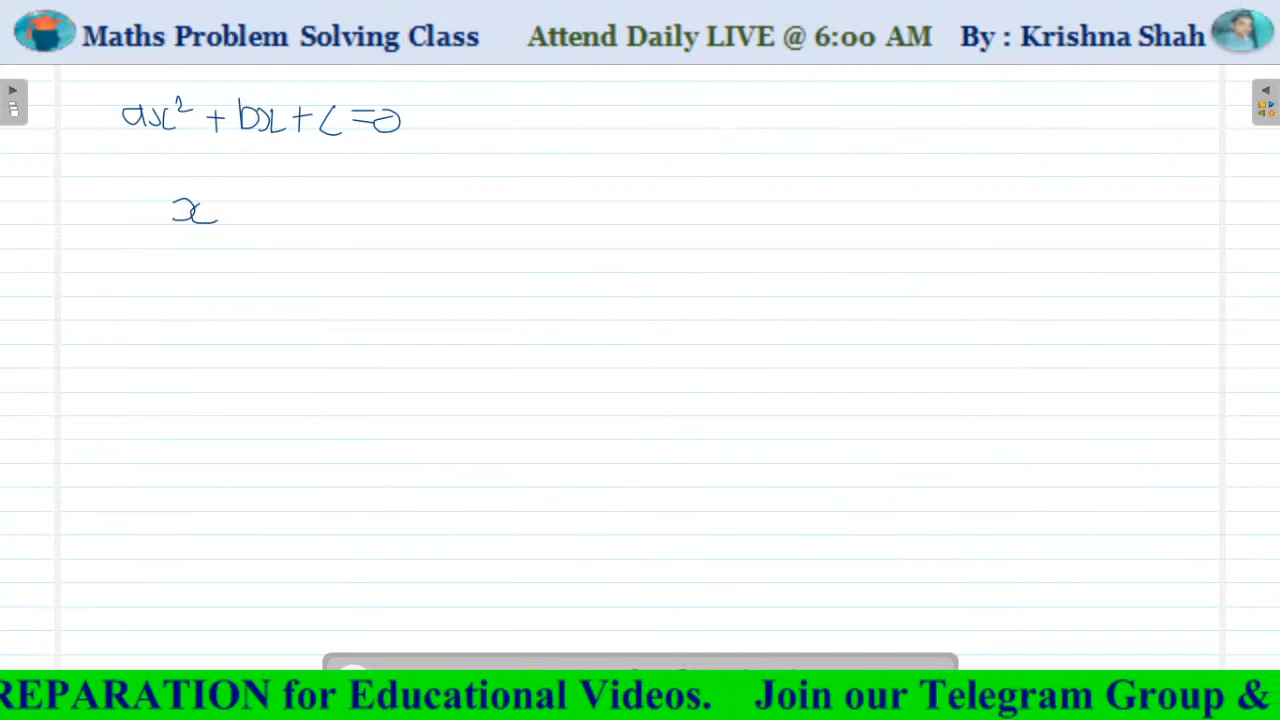 Maths Problem Solving Class Attend Daily LIVE @ 6:00 AM By : Krishna Shah
ax² + bx + c = 0
x
REPARATION for Educational Videos. Join our Telegram Group &